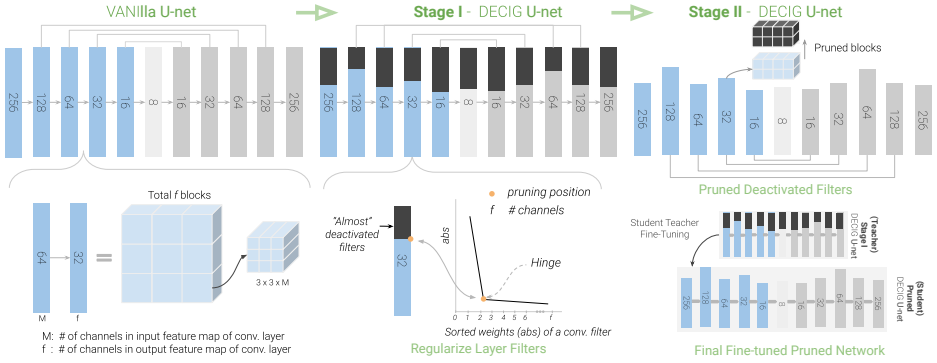 VANIlla U-net
256
128
64
32
16
8
16
32
64
128
256
64
32
M
f
=
Total f blocks
3 x 3 x M
M: # of channels in input feature map of conv. layer
f : # of channels in output feature map of conv. layer
Stage I - DECIG U-net
256
128
64
32
16
8
16
32
64
128
256
"Almost"
deactivated
filters
32
pruning position
f # channels
abs
Hinge
0 1 2 3 4 5 6 f
Sorted weights (abs) of a conv. filter
Regularize Layer Filters
Stage II - DECIG U-net
Pruned blocks
256
128
64
32
16
8
16
32
64
128
256
Pruned Deactivated Filters
Student Teacher
Fine-Tuning
(Teacher)
Stage I
DECIG U-net
256
128
64
32
16
8
16
32
64
128
256
(Student)
Pruned
DECIG U-net
Final Fine-tuned Pruned Network